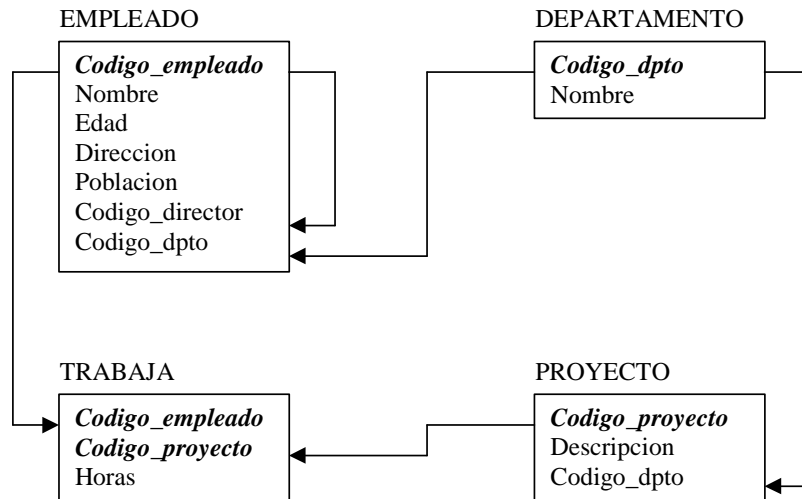 EMPLEADO
Codigo_empleado
Nombre
Edad
Direccion
Poblacion
Codigo_director
Codigo_dpto
DEPARTAMENTO
Codigo_dpto
Nombre
TRABAJA
Codigo_empleado
Codigo_proyecto
Horas
PROYECTO
Codigo_proyecto
Descripcion
Codigo_dpto